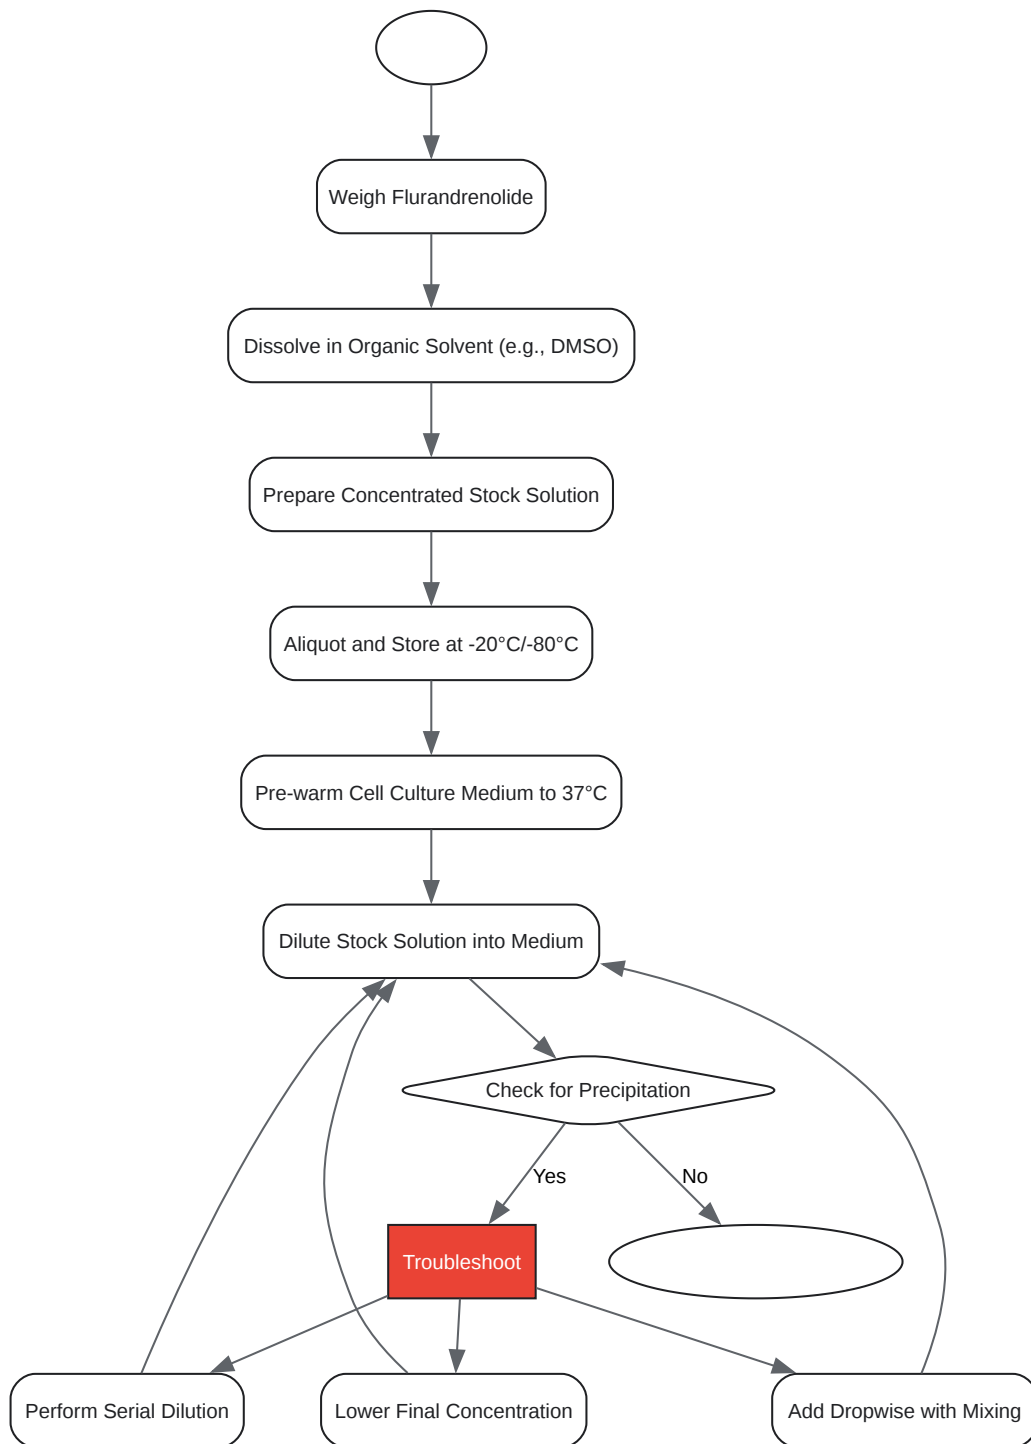 Weigh Flurandrenolide
Dissolve in Organic Solvent (e.g., DMSO)
Prepare Concentrated Stock Solution
Aliquot and Store at -20°C/-80°C
Pre-warm Cell Culture Medium to 37°C
Dilute Stock Solution into Medium
Check for Precipitation
Yes
No
Troubleshoot
Perform Serial Dilution
Lower Final Concentration
Add Dropwise with Mixing